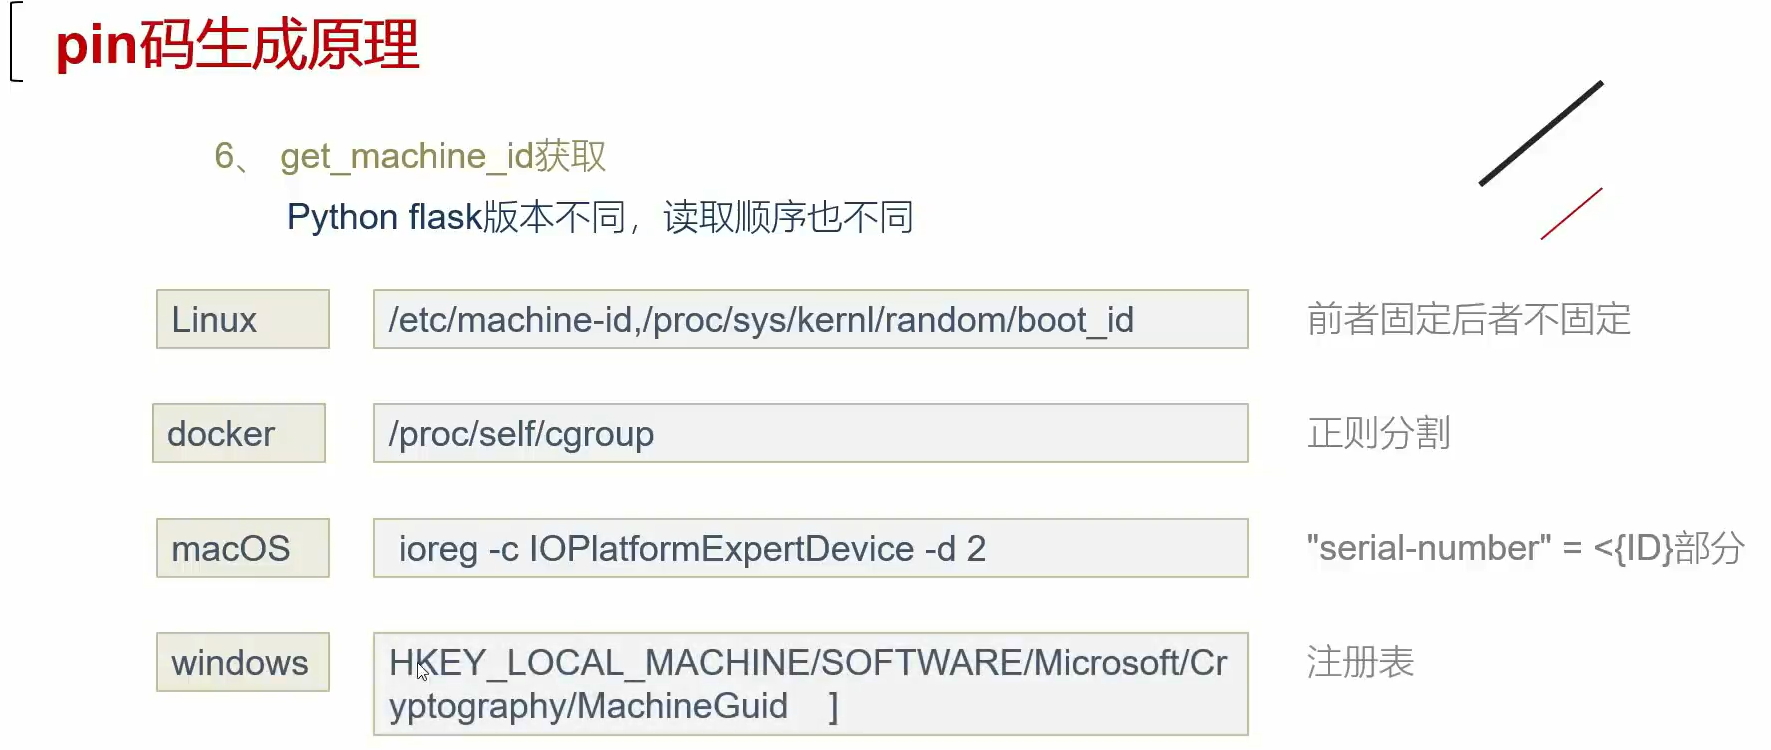 pin码生成原理
6、 get_machine_id获取
Python flask版本不同，读取顺序也不同
Linux
/etc/machine-id,/proc/sys/kernl/random/boot_id
前者固定后者不固定
docker
/proc/self/cgroup
正则分割
macOS
ioreg -c IOPlatformExpertDevice -d 2
"serial-number" = <{ID}部分
windows
HKEY_LOCAL_MACHINE/SOFTWARE/Microsoft/Cr
yptography/MachineGuid ]
注册表